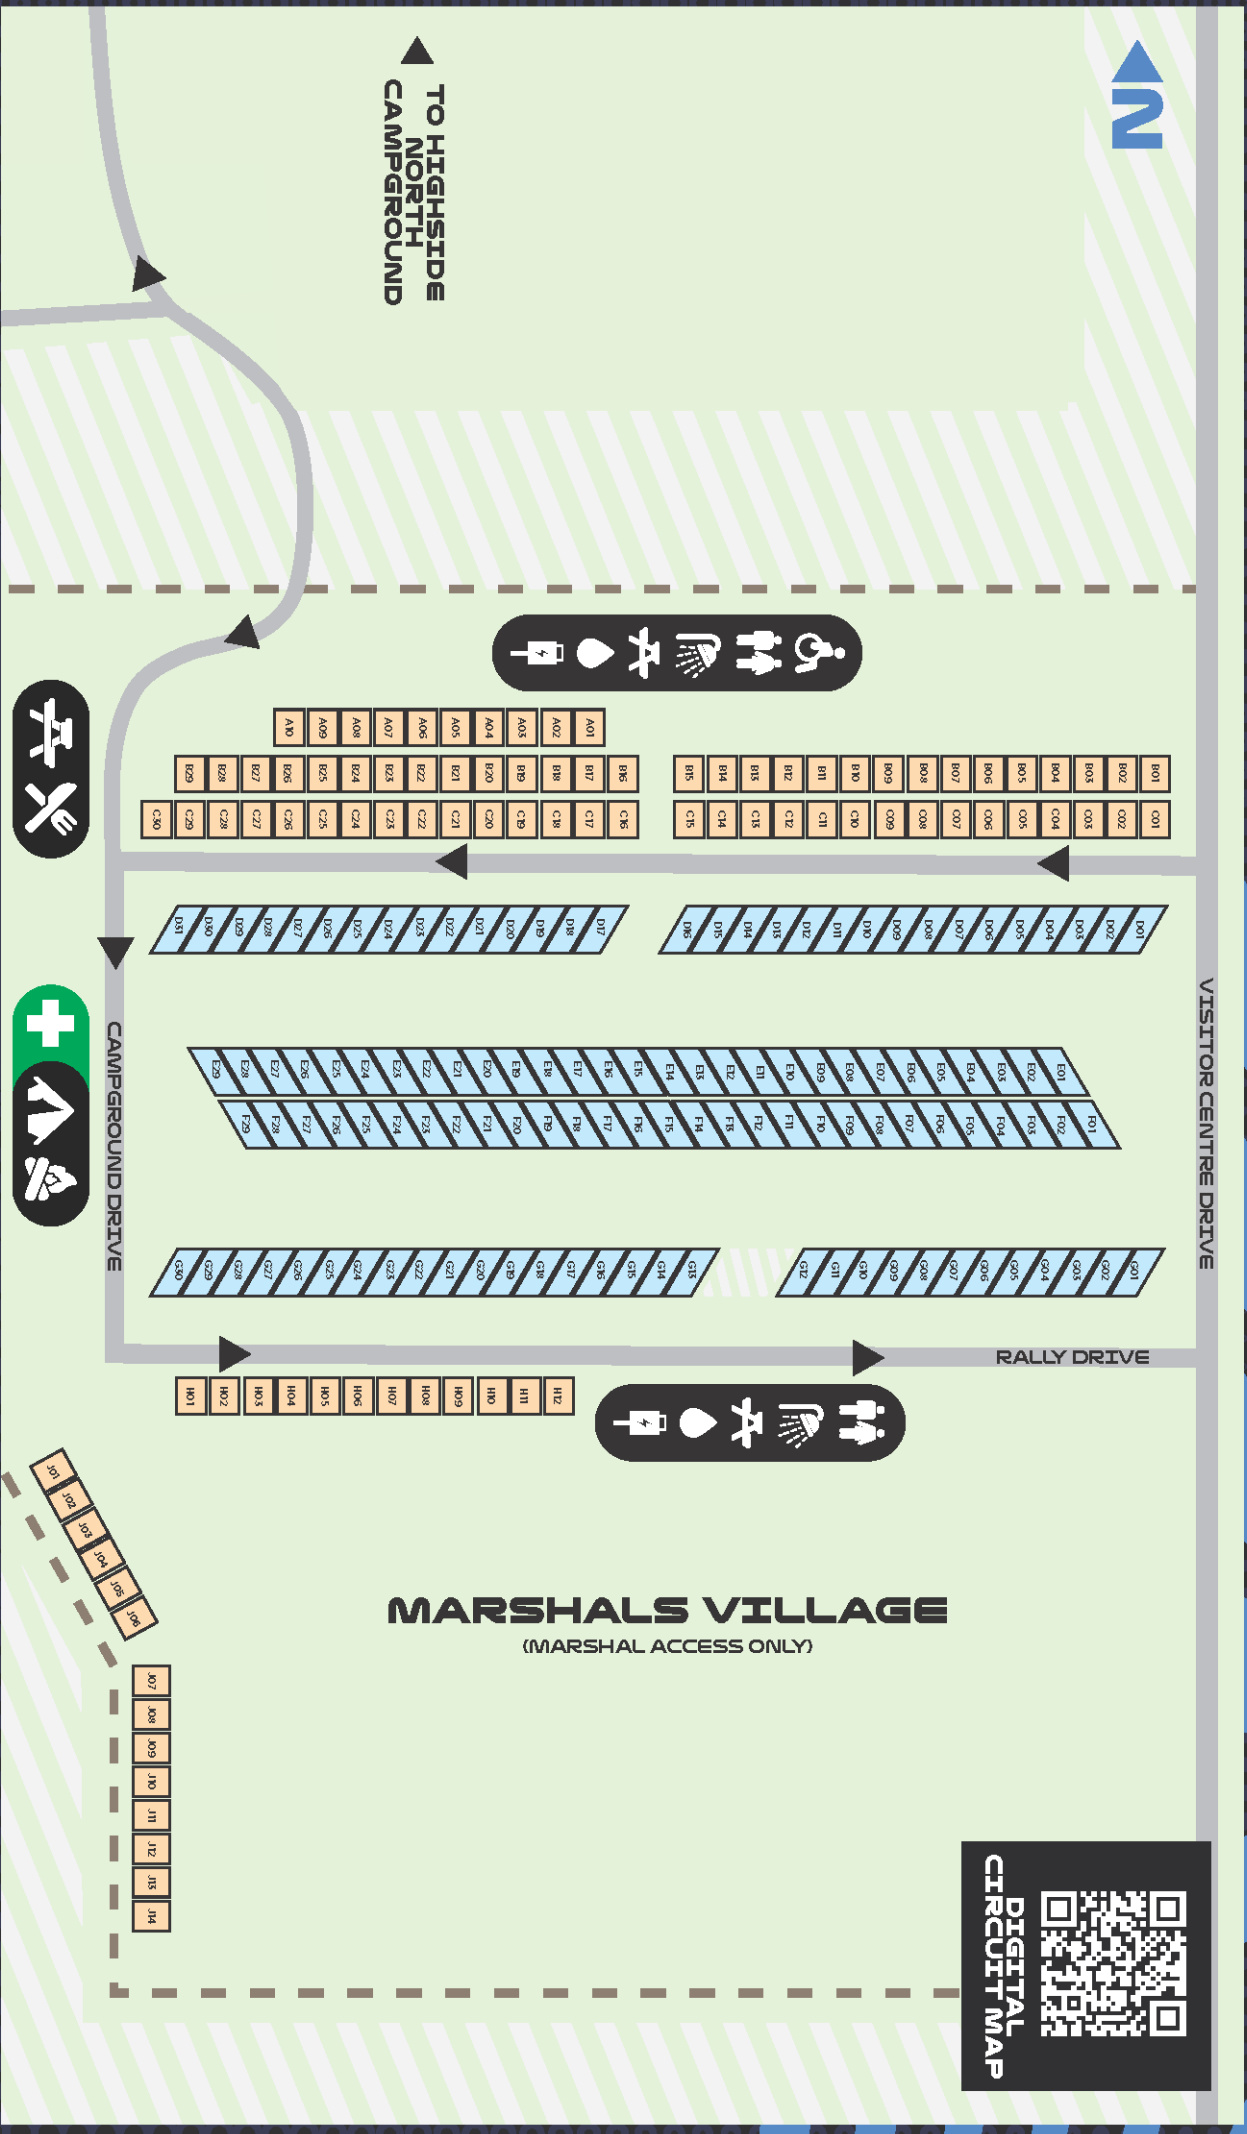 N
TO HIGHSIDE
NORTH
CAMPGROUND
A10 A09 A08 A07 A06 A05 A04 A03 A02 A01
B29 B28 B27 B26 B25 B24 B23 B22 B21 B20 B19 B18 B17 B16 B15 B14 B13 B12 B11 B10 B09 B08 B07 B06 B05 B04 B03 B02 B01
C30 C29 C28 C27 C26 C25 C24 C23 C22 C21 C20 C19 C18 C17 C16 C15 C14 C13 C12 C11 C10 C09 C08 C07 C06 C05 C04 C03 C02 C01
D31 D30 D29 D28 D27 D26 D25 D24 D23 D22 D21 D20 D19 D18 D17 D16 D15 D14 D13 D12 D11 D10 D09 D08 D07 D06 D05 D04 D03 D02 D01
VISITOR CENTRE DRIVE
CAMPGROUND DRIVE
E29 E28 E27 E26 E25 E24 E23 E22 E21 E20 E19 E18 E17 E16 E15 E14 E13 E12 E11 E10 E09 E08 E07 E06 E05 E04 E03 E02 E01
F29 F28 F27 F26 F25 F24 F23 F22 F21 F20 F19 F18 F17 F16 F15 F14 F13 F12 F11 F10 F09 F08 F07 F06 F05 F04 F03 F02 F01
G30 G29 G28 G27 G26 G25 G24 G23 G22 G21 G20 G19 G18 G17 G16 G15 G14 G13 G12 G11 G10 G09 G08 G07 G06 G05 G04 G03 G02 G01
RALLY DRIVE
H01 H02 H03 H04 H05 H06 H07 H08 H09 H10 H11 H12
J01
J02
J03
J04
J05
J06
MARSHALS VILLAGE
(MARSHAL ACCESS ONLY)
J07
J08
J09
J10
J11
J12
J13
J14
DIGITAL
CIRCUIT MAP